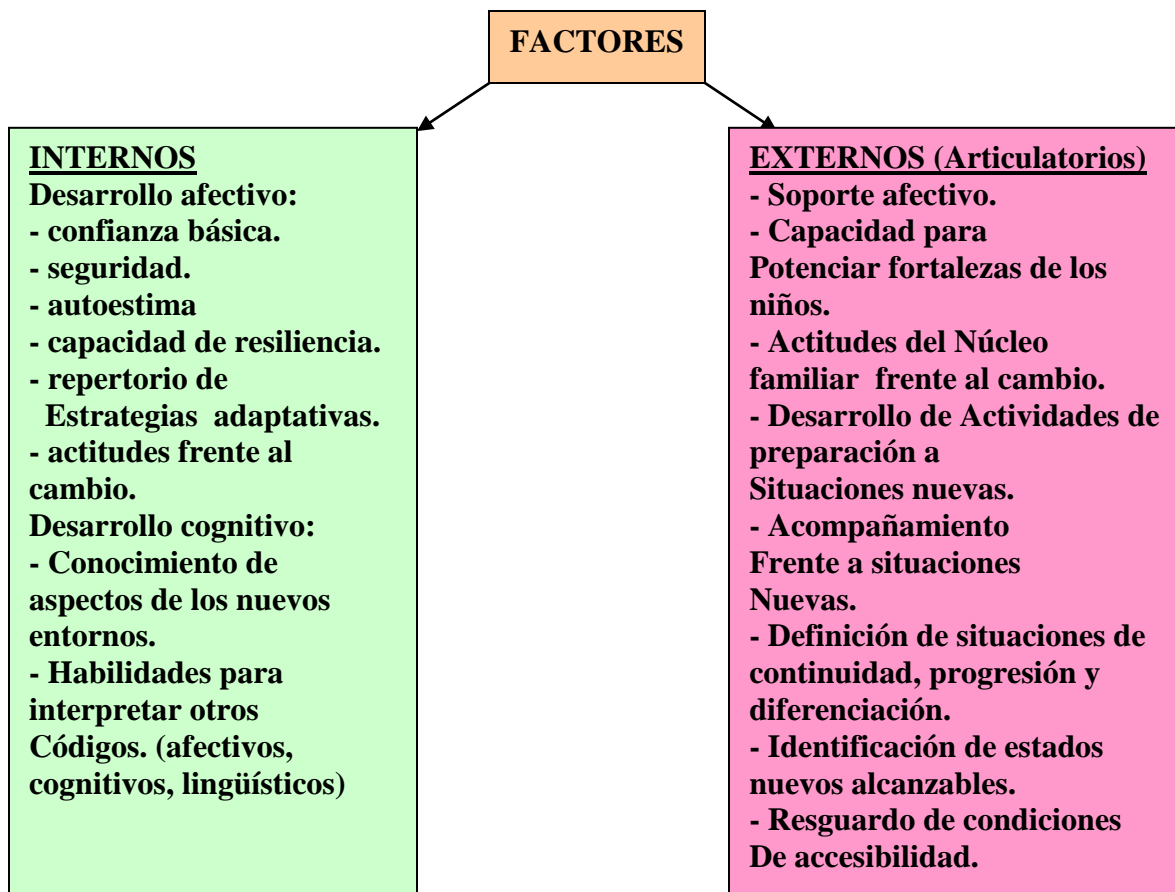 FACTORES
INTERNOS
Desarrollo afectivo:
- confianza básica.
- seguridad.
- autoestima
- capacidad de resiliencia.
- repertorio de
Estrategias  adaptativas.
- actitudes frente al
cambio.
Desarrollo cognitivo:
- Conocimiento de
aspectos de los nuevos
entornos.
- Habilidades para
interpretar otros
Códigos. (afectivos,
cognitivos, lingüísticos)
EXTERNOS (Articulatorios)
- Soporte afectivo.
- Capacidad para
Potenciar fortalezas de los
niños.
- Actitudes del Núcleo
familiar  frente al cambio.
- Desarrollo de Actividades de
preparación a
Situaciones nuevas.
- Acompañamiento
Frente a situaciones
Nuevas.
- Definición de situaciones de
continuidad, progresión y
diferenciación.
- Identificación de estados
nuevos alcanzables.
- Resguardo de condiciones
De accesibilidad.